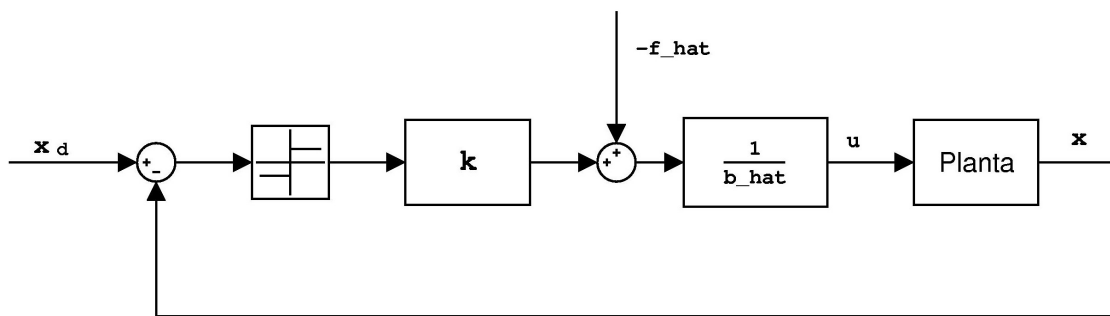 -f_hat
x d
+
-
k
+
+
1
b_hat
u
Planta
x